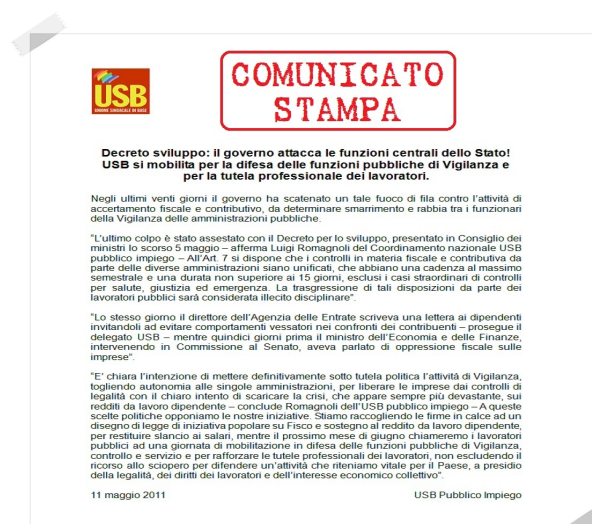 USB
UNIONE SINDACALE DI BASE
COMUNICATO
STAMPA
Decreto sviluppo: il governo attacca le funzioni centrali dello Stato!
USB si mobilita per la difesa delle funzioni pubbliche di Vigilanza e
per la tutela professionale dei lavoratori.
Negli ultimi venti giorni il governo ha scatenato un tale fuoco di fila contro l'attività di
accertamento fiscale e contributivo, da determinare smarrimento e rabbia tra i funzionari
della Vigilanza delle amministrazioni pubbliche.
"L'ultimo colpo è stato assestato con il Decreto per lo sviluppo, presentato in Consiglio dei
ministri lo scorso 5 maggio – afferma Luigi Romagnoli del Coordinamento nazionale USB
pubblico impiego – All'Art. 7 si dispone che i controlli in materia fiscale e contributiva da
parte delle diverse amministrazioni siano unificati, che abbiano una cadenza al massimo
semestrale e una durata non superiore ai 15 giorni, esclusi i casi straordinari di controlli
per salute, giustizia ed emergenza. La trasgressione di tali disposizioni da parte dei
lavoratori pubblici sarà considerata illecito disciplinare".
"Lo stesso giorno il direttore dell'Agenzia delle Entrate scriveva una lettera ai dipendenti
invitandoli ad evitare comportamenti vessatori nei confronti dei contribuenti – prosegue il
delegato USB – mentre quindici giorni prima il ministro dell'Economia e delle Finanze,
intervenendo in Commissione al Senato, aveva parlato di oppressione fiscale sulle
imprese".
"E' chiara l'intenzione di mettere definitivamente sotto tutela politica l'attività di Vigilanza,
togliendo autonomia alle singole amministrazioni, per liberare le imprese dai controlli di
legalità con il chiaro intento di scaricare la crisi, che appare sempre più devastante, sui
redditi da lavoro dipendente – conclude Romagnoli dell'USB pubblico impiego – A queste
scelte politiche opponiamo le nostre iniziative. Stiamo raccogliendo le firme in calce ad un
disegno di legge di iniziativa popolare su Fisco e sostegno al reddito da lavoro dipendente,
per restituire slancio ai salari, mentre il prossimo mese di giugno chiameremo i lavoratori
pubblici ad una giornata di mobilitazione in difesa delle funzioni pubbliche di Vigilanza,
controllo e servizio e per rafforzare le tutele professionali dei lavoratori, non escludendo il
ricorso allo sciopero per difendere un'attività che riteniamo vitale per il Paese, a presidio
della legalità, dei diritti dei lavoratori e dell'interesse economico collettivo".
11 maggio 2011 USB Pubblico Impiego